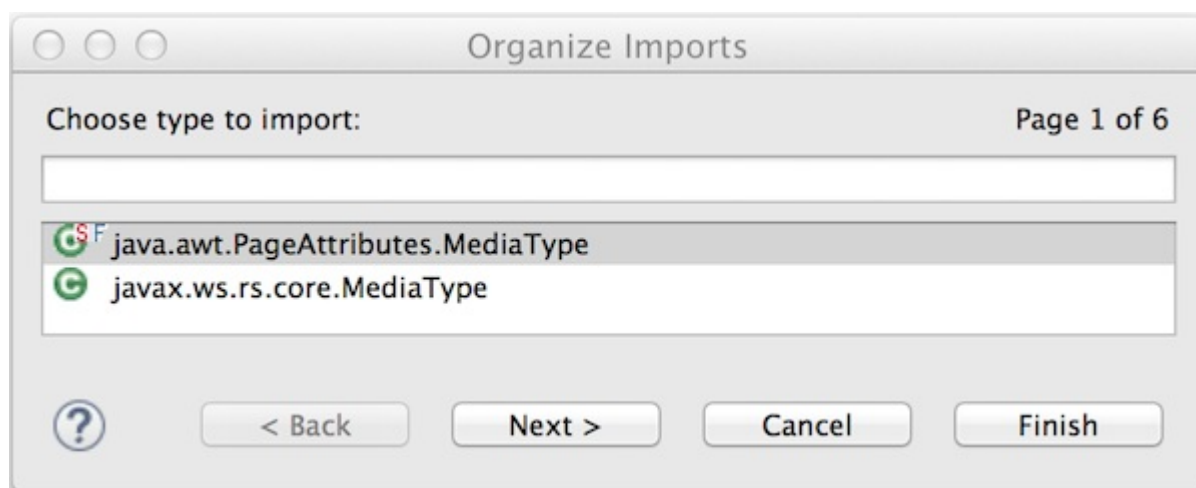 Organize Imports
Choose type to import: Page 1 of 6
S F java.awt.PageAttributes.MediaType
C javax.ws.rs.core.MediaType
? < Back Next > Cancel Finish